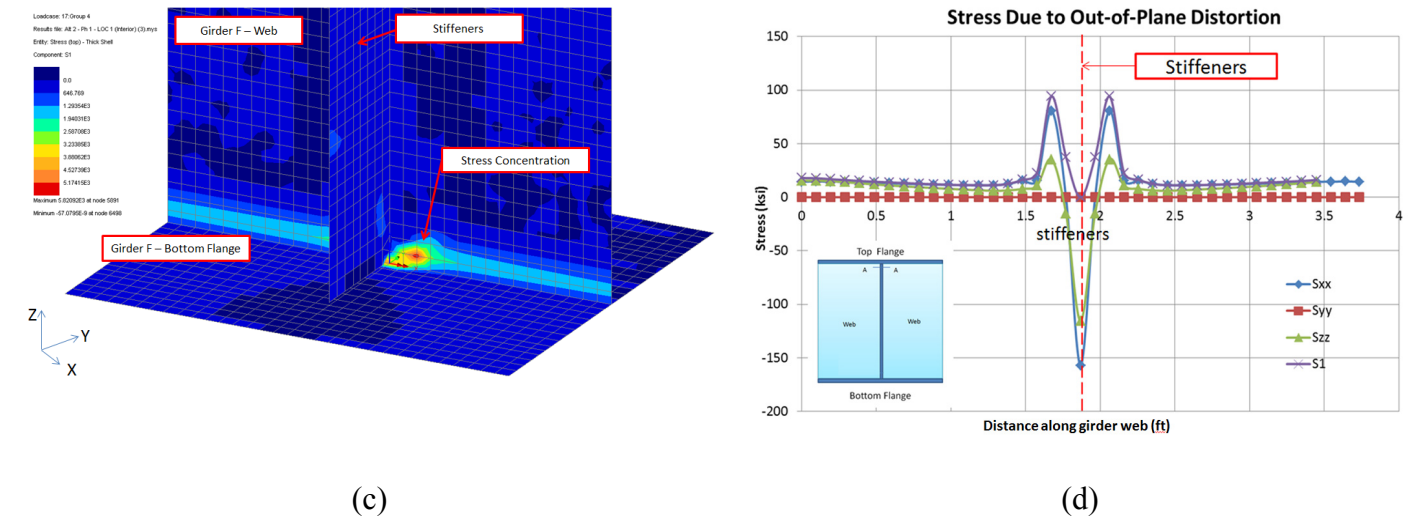 Loadcase: 17:Group 4
Results file: Alt 2 - Ph 1 - LOC 1 (Interior) (3).mys
Entity: Stress (top) - Thick Shell
Component: S1
0.0
646.769
1.29354E3
1.94031E3
2.58708E3
3.23385E3
3.88062E3
4.52739E3
5.17415E3
Maximum 5.82092E3 at node 5891
Minimum -57.0795E-9 at node 6498
Girder F – Web
Stiffeners
Stress Concentration
Girder F – Bottom Flange
Z
Y
X
(c)
Stress Due to Out-of-Plane Distortion
Stiffeners
150
100
50
0
-50
-100
-150
-200
Stress (ksi)
0 0.5 1 1.5 2 2.5 3 3.5 4
stiffeners
Top Flange
A A
Web Web
Bottom Flange
Sxx
Syy
Szz
S1
Distance along girder web (ft)
(d)